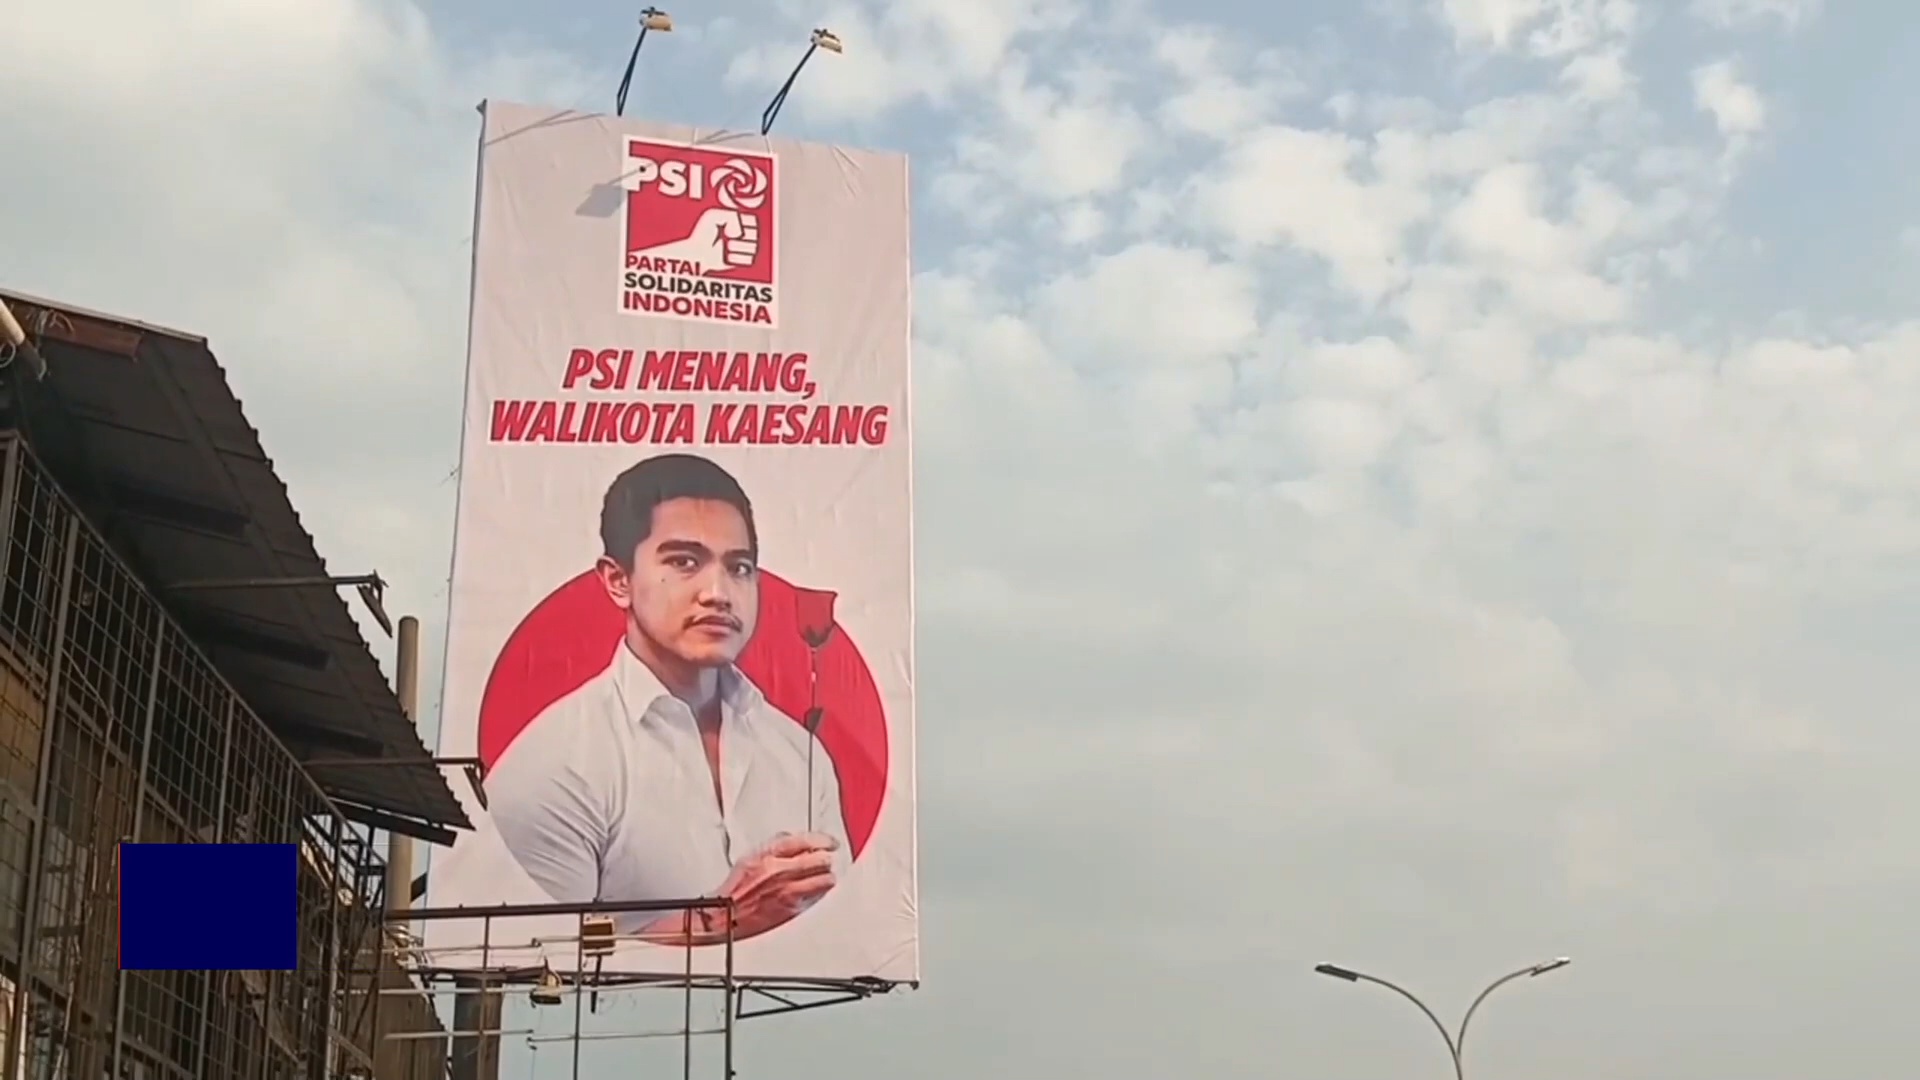 PSI
PARTAI
SOLIDARITAS
INDONESIA
PSI MENANG,
WALIKOTA KAESANG